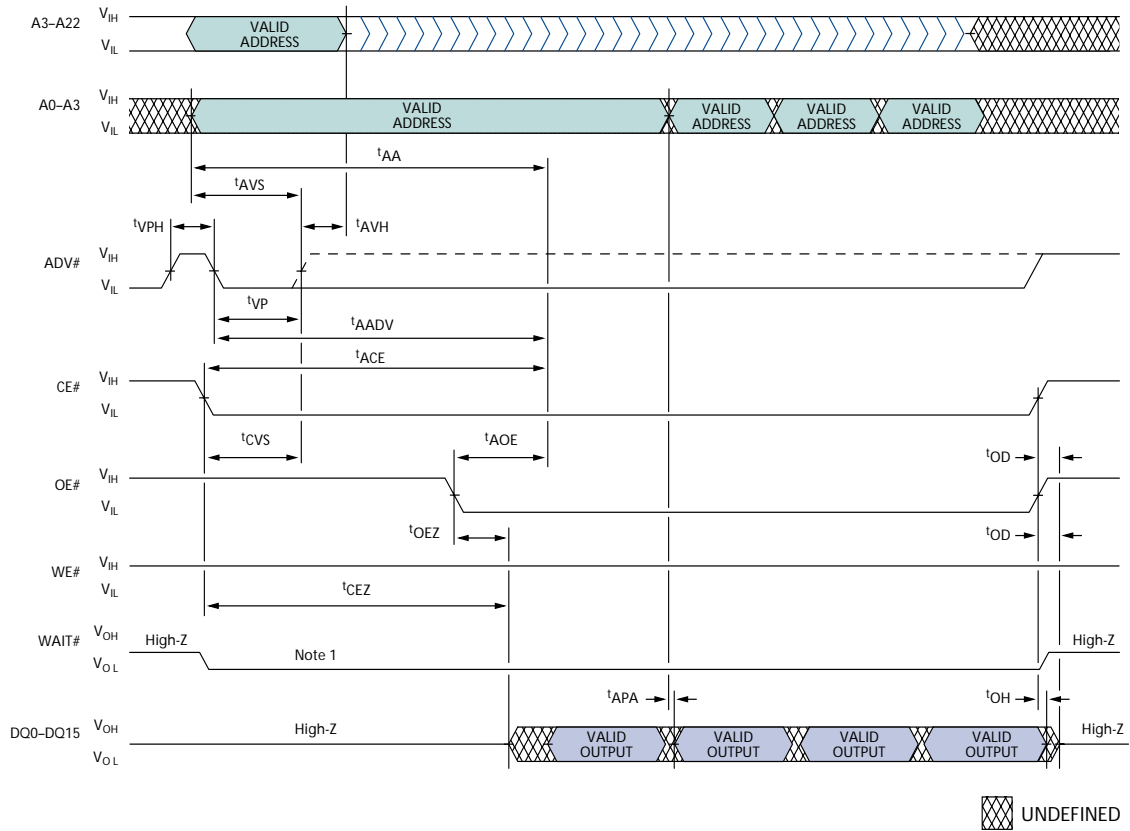 A3–A22 VIH
VIL
VALID
ADDRESS
A0–A3 VIH
VIL
VALID
ADDRESS
VALID
ADDRESS
VALID
ADDRESS
VALID
ADDRESS
tAA
tAVS
tVPH
tAVH
ADV# VIH
VIL
tVP
tAADV
tACE
CE# VIH
VIL
tCVS
tAOE
tOD
OE# VIH
VIL
tOEZ
tOD
WE# VIH
VIL
tCEZ
WAIT# VOH
VO L
High-Z
Note 1
High-Z
tAPA
tOH
DQ0–DQ15 VOH
VO L
High-Z
VALID
OUTPUT
VALID
OUTPUT
VALID
OUTPUT
VALID
OUTPUT
High-Z
UNDEFINED